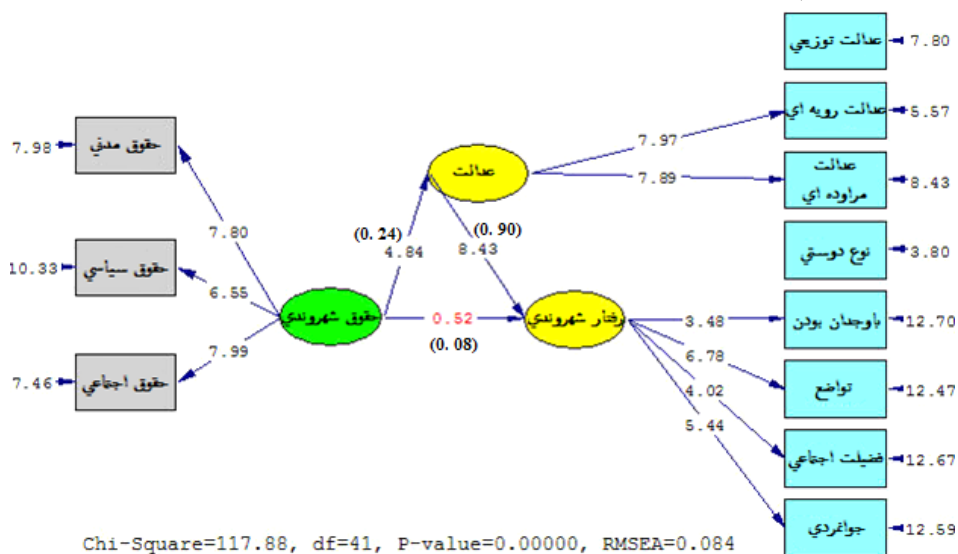 عدالت توزيعي
7.80
عدالت رويه اي
5.57
7.98
حقوق مدني
7.97
عدالت
عدالت
مراوده اي
8.43
7.89
7.80
(0. 24)
4.84
(0. 90)
8.43
نوع دوستي
3.80
10.33
حقوق سياسي
6.55
حقوق شهروندي
0.52
(0. 08)
رفتار شهروندي
3.48
باوجدان بودن
12.70
7.99
6.78
7.46
حقوق اجتماعي
تواضع
12.47
4.02
5.44
فضيلت اجتماعي
12.67
جوانمردي
12.59
Chi-Square=117.88, df=41, P-value=0.00000, RMSEA=0.084